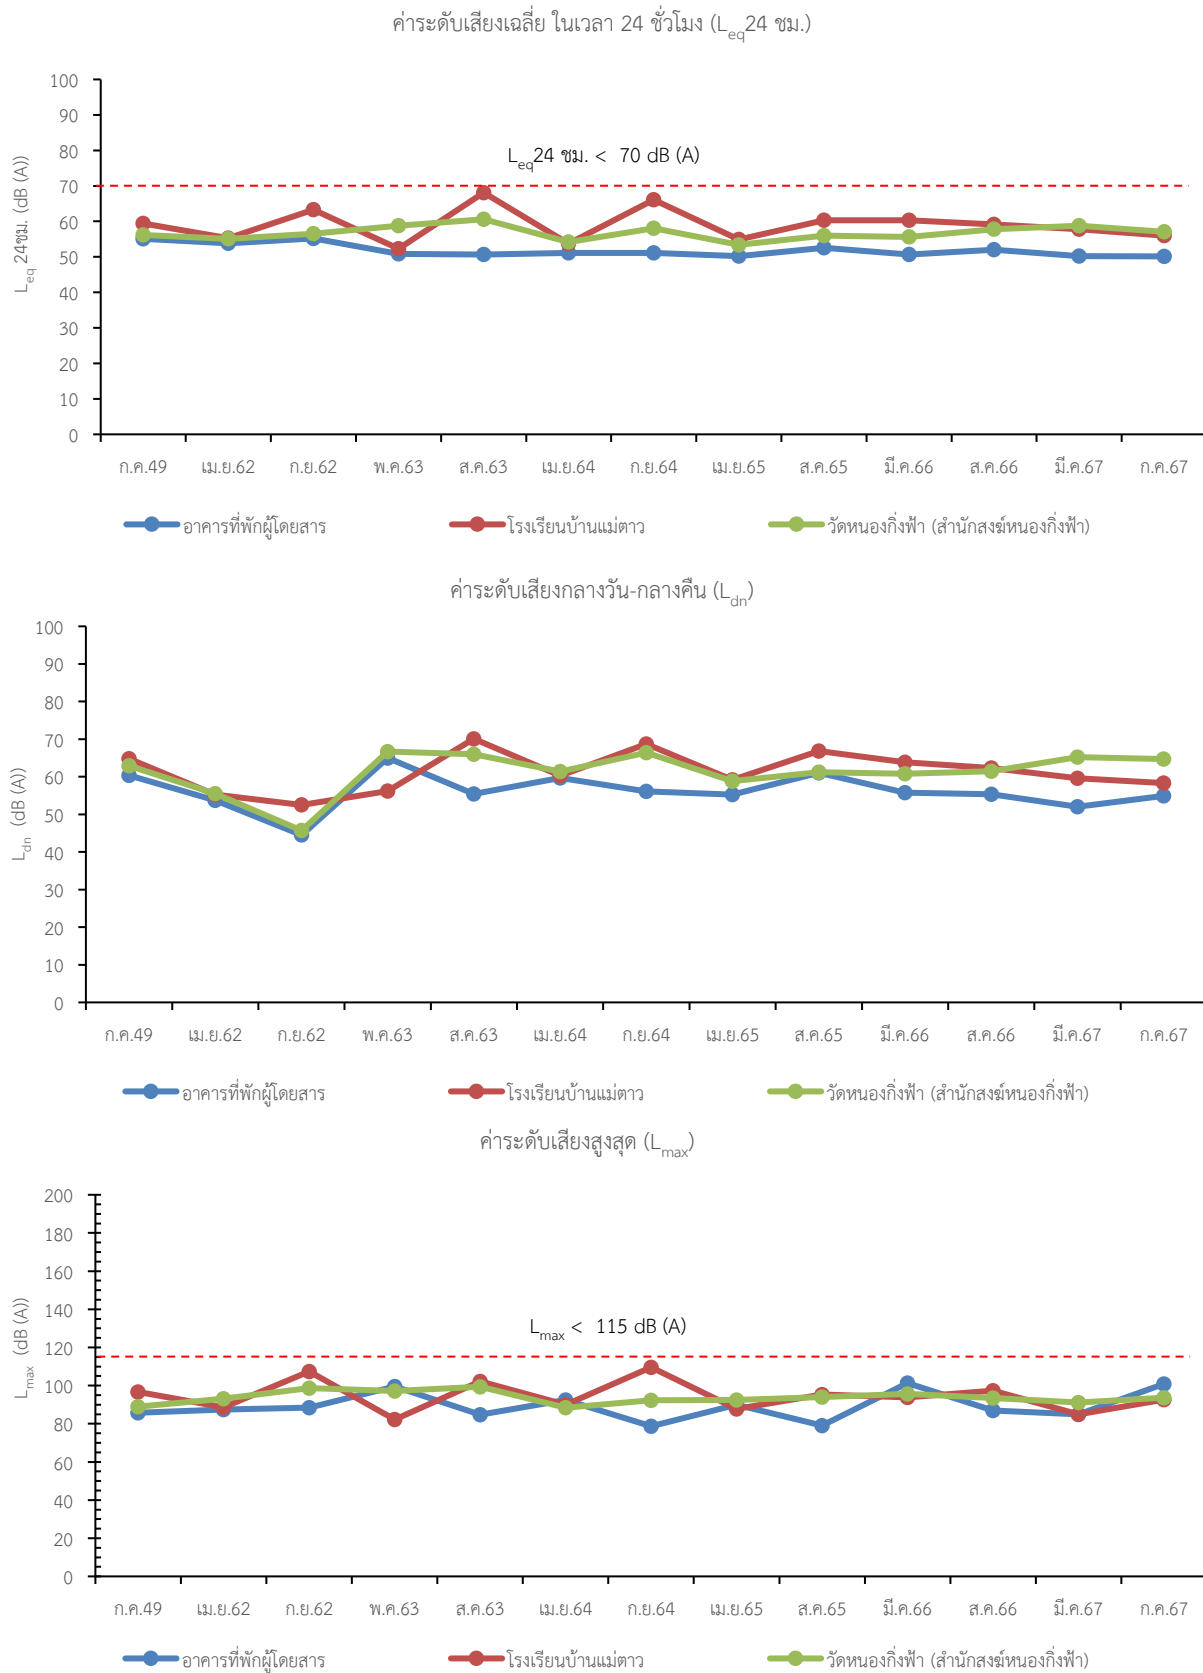 ค่าระดับเสียงเฉลี่ย ในเวลา 24 ชั่วโมง (Leq24 ชม.)
100
90
80
70
60
50
40
30
20
10
0
Leq 24ชม. (dB (A))
Leq24 ชม. < 70 dB (A)
ก.ค.49 เม.ย.62 ก.ย.62 พ.ค.63 ส.ค.63 เม.ย.64 ก.ย.64 เม.ย.65 ส.ค.65 มี.ค.66 ส.ค.66 มี.ค.67 ก.ค.67
อาคารที่พักผู้โดยสาร โรงเรียนบ้านแม่ตาว วัดหนองกิ่งฟ้า (สำนักสงฆ์หนองกิ่งฟ้า)
ค่าระดับเสียงกลางวัน-กลางคืน (Ldn)
100
90
80
70
60
50
40
30
20
10
0
Ldn (dB (A))
ก.ค.49 เม.ย.62 ก.ย.62 พ.ค.63 ส.ค.63 เม.ย.64 ก.ย.64 เม.ย.65 ส.ค.65 มี.ค.66 ส.ค.66 มี.ค.67 ก.ค.67
อาคารที่พักผู้โดยสาร โรงเรียนบ้านแม่ตาว วัดหนองกิ่งฟ้า (สำนักสงฆ์หนองกิ่งฟ้า)
ค่าระดับเสียงสูงสุด (Lmax)
200
180
160
140
120
100
80
60
40
20
0
Lmax (dB (A))
Lmax < 115 dB (A)
ก.ค.49 เม.ย.62 ก.ย.62 พ.ค.63 ส.ค.63 เม.ย.64 ก.ย.64 เม.ย.65 ส.ค.65 มี.ค.66 ส.ค.66 มี.ค.67 ก.ค.67
อาคารที่พักผู้โดยสาร โรงเรียนบ้านแม่ตาว วัดหนองกิ่งฟ้า (สำนักสงฆ์หนองกิ่งฟ้า)